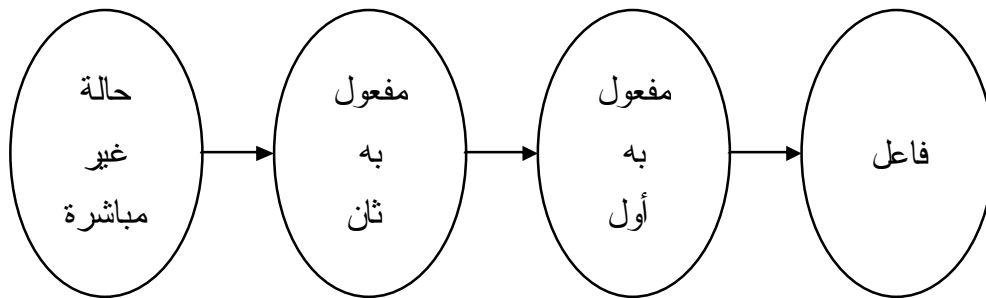 حالة
غير
مباشرة
مفعول
به
ثان
مفعول
به
أول
فاعل